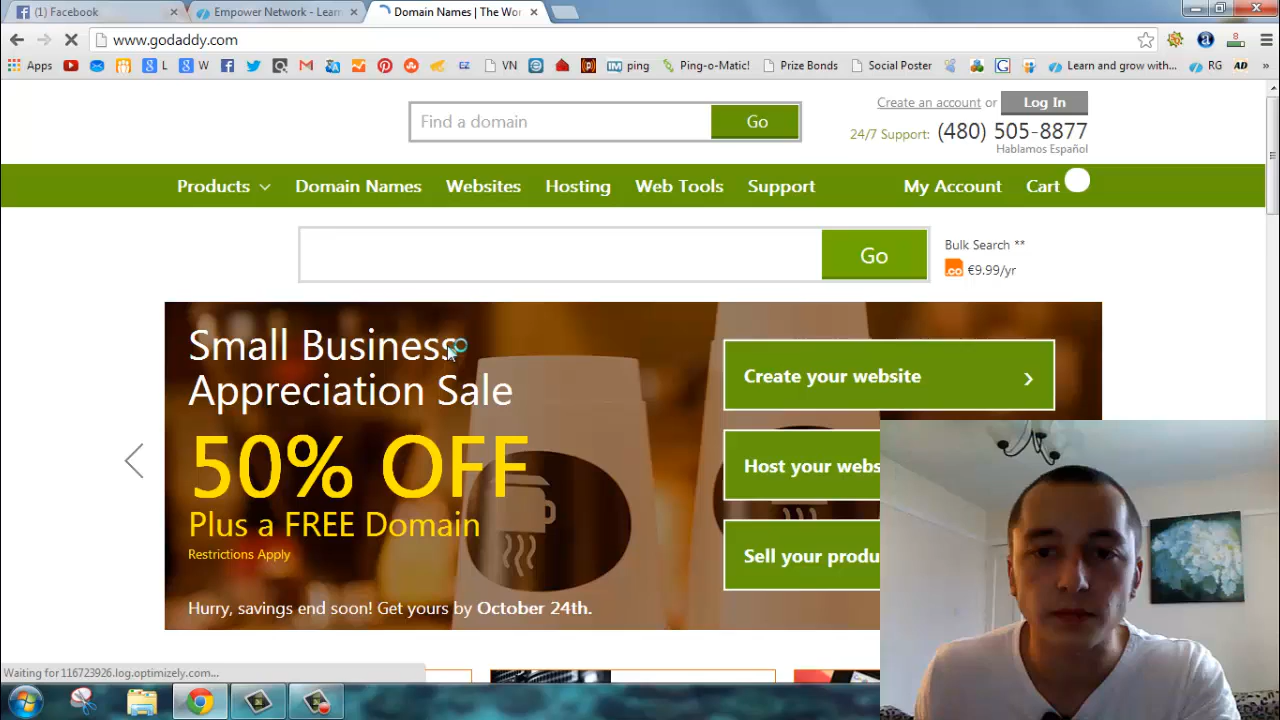 Facebook
Empower Network - Learn
Domain Names | The Wor
www.godaddy.com
Apps
L
W
VN
ping
Ping-o-Matic!
Prize Bonds
Social Poster
Learn and grow with...
RG
AD
Find a domain
Go
Create an account or
Log In
24/7 Support: (480) 505-8877
Hablamos Español
Products
Domain Names
Websites
Hosting
Web Tools
Support
My Account
Cart
Go
Bulk Search **
.co €9.99/yr
Small Business
Appreciation Sale
50% OFF
Plus a FREE Domain
Restrictions Apply
Hurry, savings end soon! Get yours by October 24th.
Create your website
Host your webs
Sell your produ
Waiting for 116723926.log.optimizely.com...